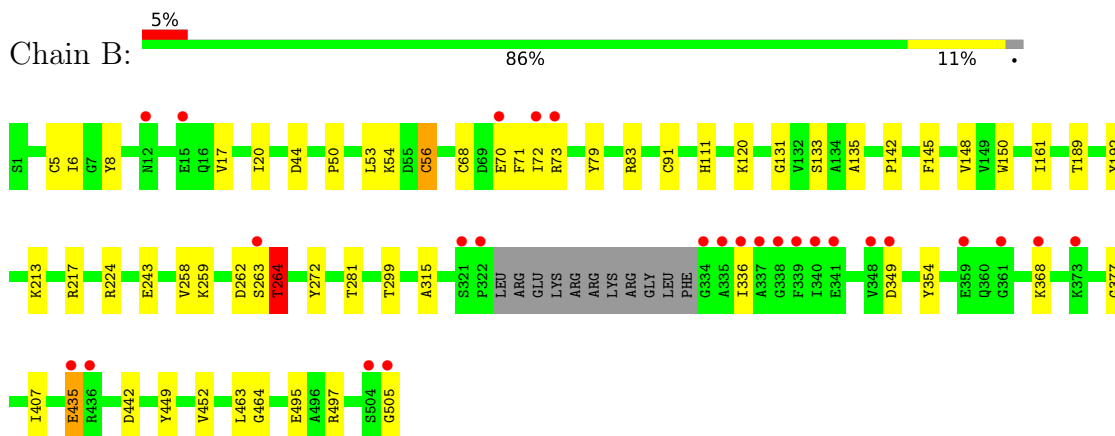 5%
Chain B:
86%
11%
•
S1 C5 I6 G7 Y8 N12 E15 Q16 V17 I20 D44 P50 L53 K54 D55 C56 C68 D69 E70 F71 I72 R73 Y79 R83 C91 H111 K120 G131 V132 S133 A134 A135 P142 F145 V148 V149 W150 I161 T189
K213 R217 R224 E243 V258 K259 D262 S263 T264 Y272 T281 T299 A315 S321 P322 LEU ARG GLU LYS ARG ARG LYS ARG GLY PHE G334 A335 I336 A337 G338 F339 I340 E341 V348 D349 Y354 E359 Q360 G361 K368 K373
I407 E435 R436 D442 Y449 V452 L463 G464 E495 A496 R497 S504 G505